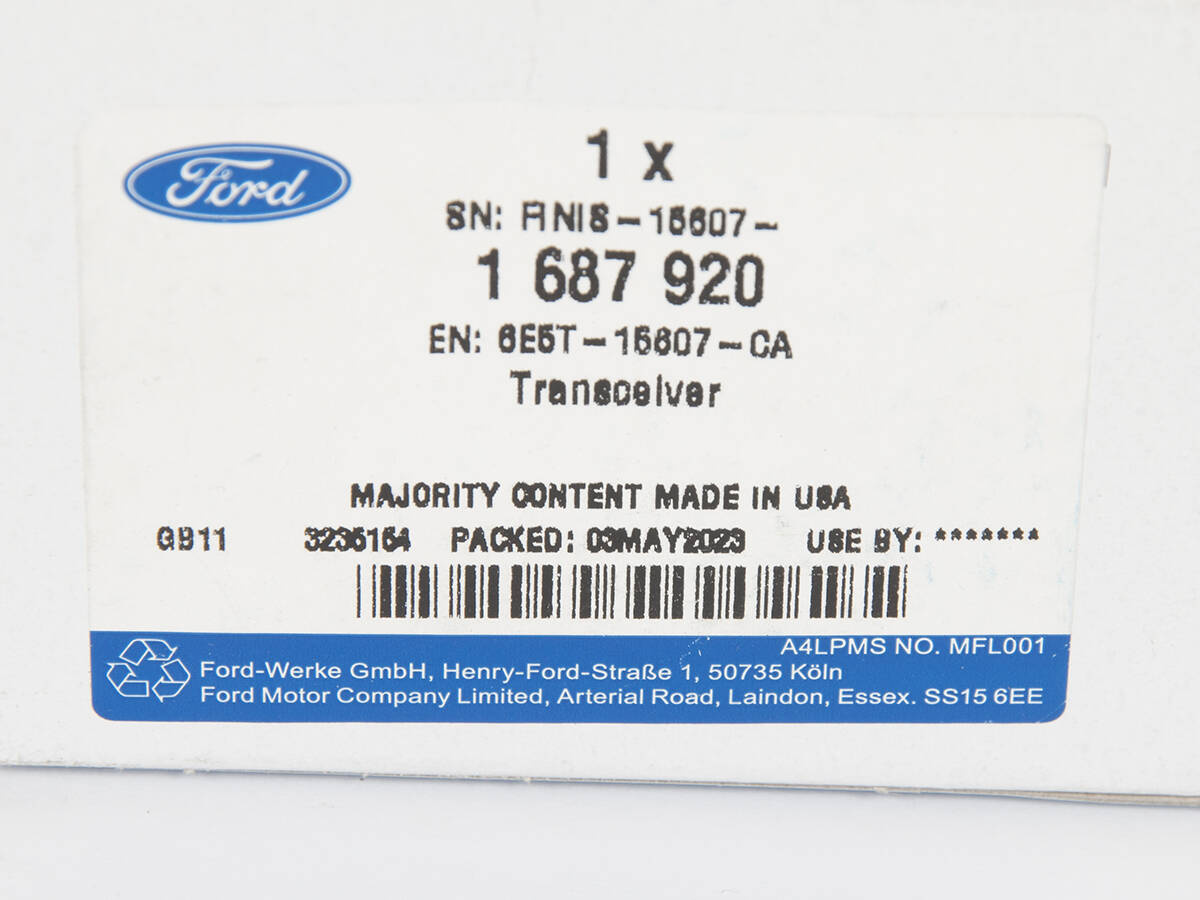 Ford
1 x
SN: FINIS-15607-
1 687 920
EN: 6E5T-15607-CA
Transceiver
MAJORITY CONTENT MADE IN USA
GB11 3235154 PACKED: 03MAY2023 USE BY: *******
A4LPMS NO. MFL001
Ford-Werke GmbH, Henry-Ford-Straße 1, 50735 Köln
Ford Motor Company Limited, Arterial Road, Laindon, Essex. SS15 6EE